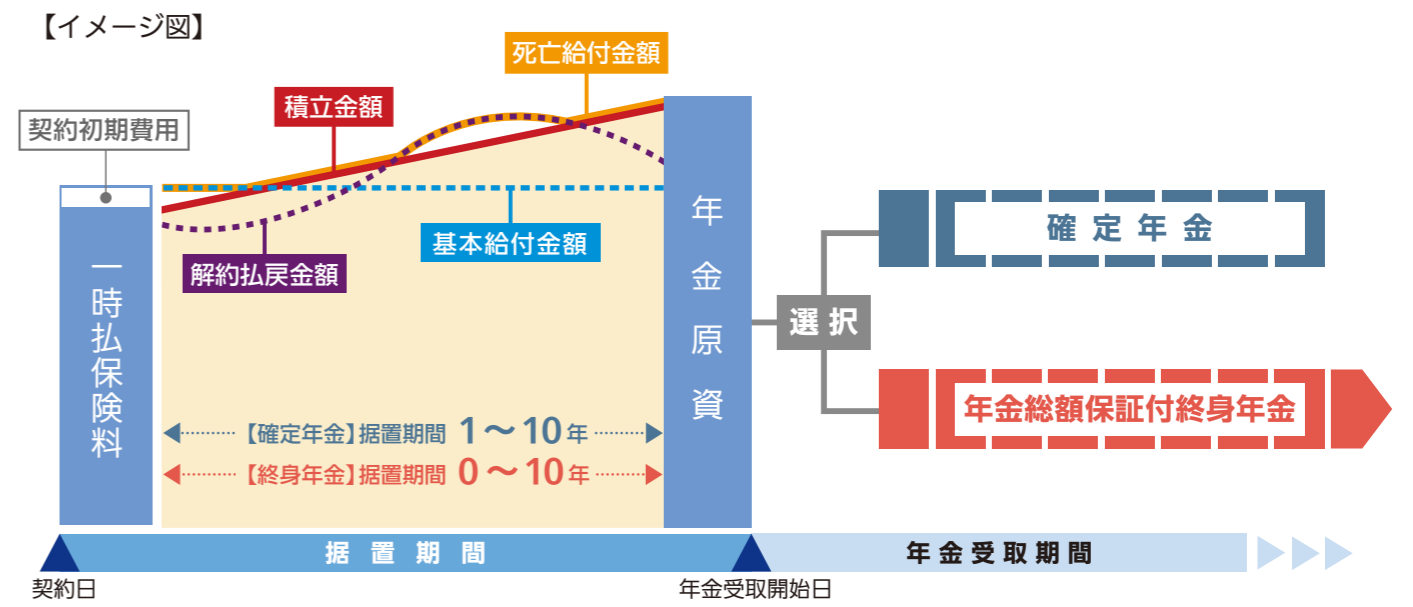 【イメージ図】
死亡給付金額
積立金額
契約初期費用
基本給付金額
解約払戻金額
一時払保険料
年金原資
選択
確定年金
年金総額保証付終身年金
【確定年金】据置期間 1～10年
【終身年金】据置期間 0～10年
据置期間
年金受取期間
契約日
年金受取開始日